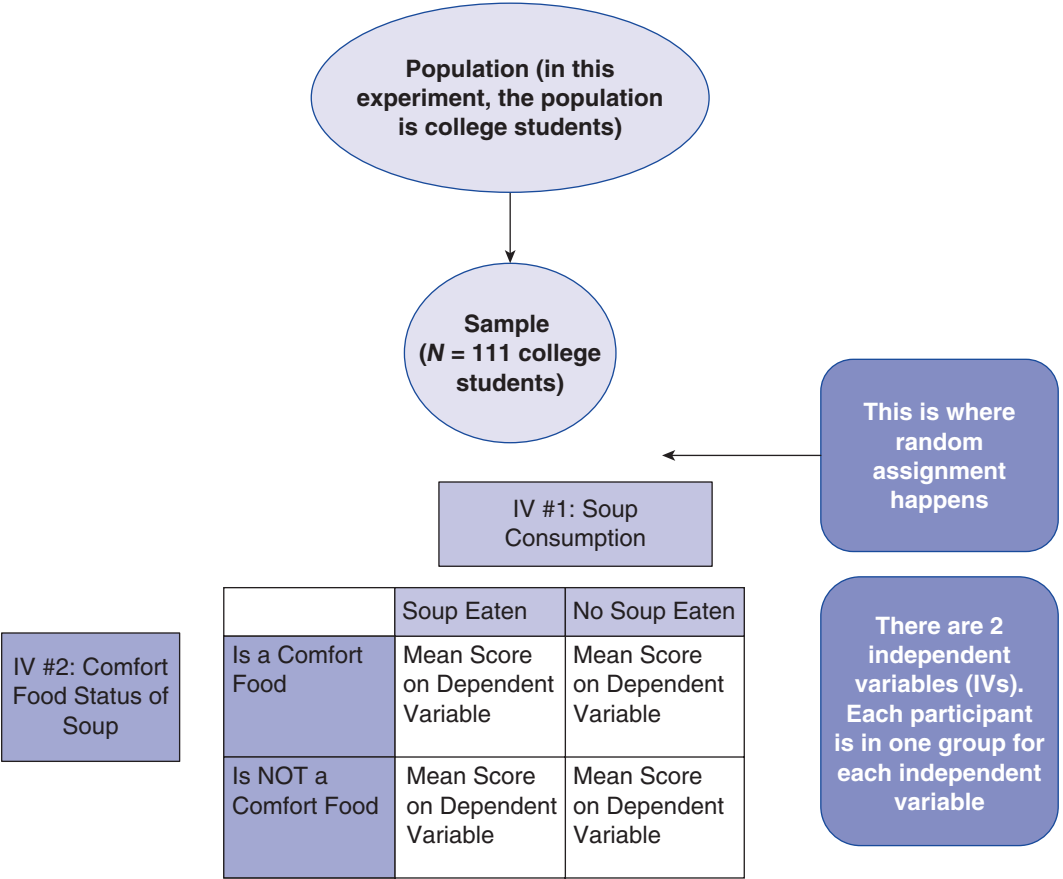 Population (in this
experiment, the population
is college students)
Sample
(N = 111 college
students)
This is where
random
assignment
happens
IV #1: Soup
Consumption
There are 2
independent
variables (IVs).
Each participant
is in one group for
each independent
variable
IV #2: Comfort
Food Status of
Soup
Soup Eaten
No Soup Eaten
Is a Comfort
Food
Mean Score
on Dependent
Variable
Mean Score
on Dependent
Variable
Is NOT a
Comfort Food
Mean Score
on Dependent
Variable
Mean Score
on Dependent
Variable